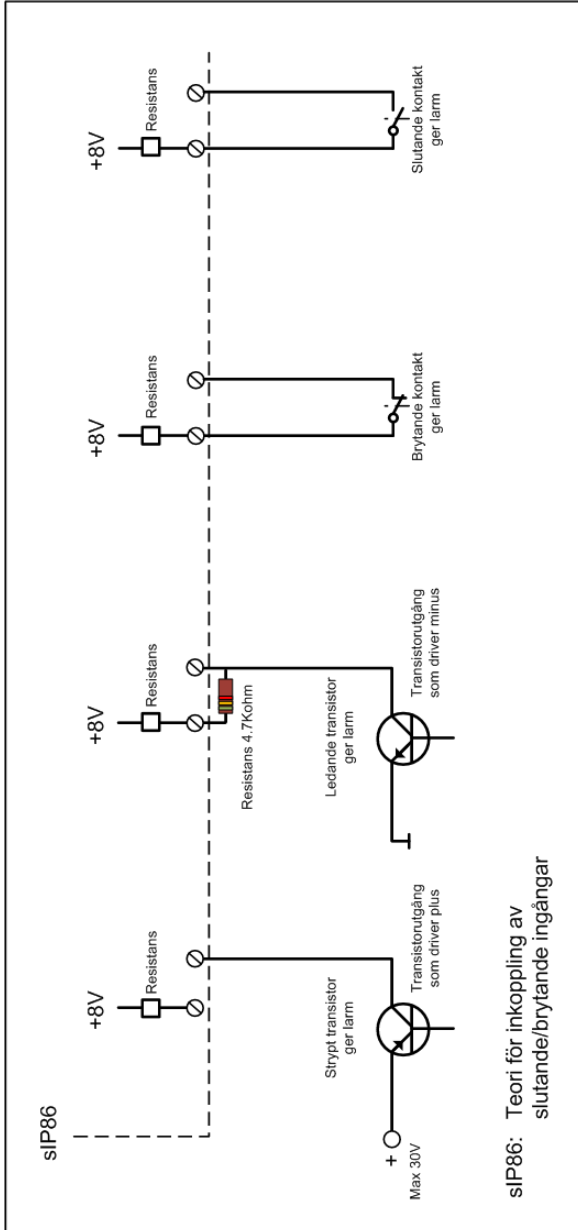 sIP86
+8V
Resistans
+8V
Resistans
+8V
Resistans
+8V
Resistans
Resistans 4.7Kohm
Strypt transistor
ger larm
Ledande transistor
ger larm
Brytande kontakt
ger larm
Slutande kontakt
ger larm
+
Max 30V
Transistorutgång
som driver plus
Transistorutgång
som driver minus
sIP86: Teori för inkoppling av
slutande/brytande ingångar